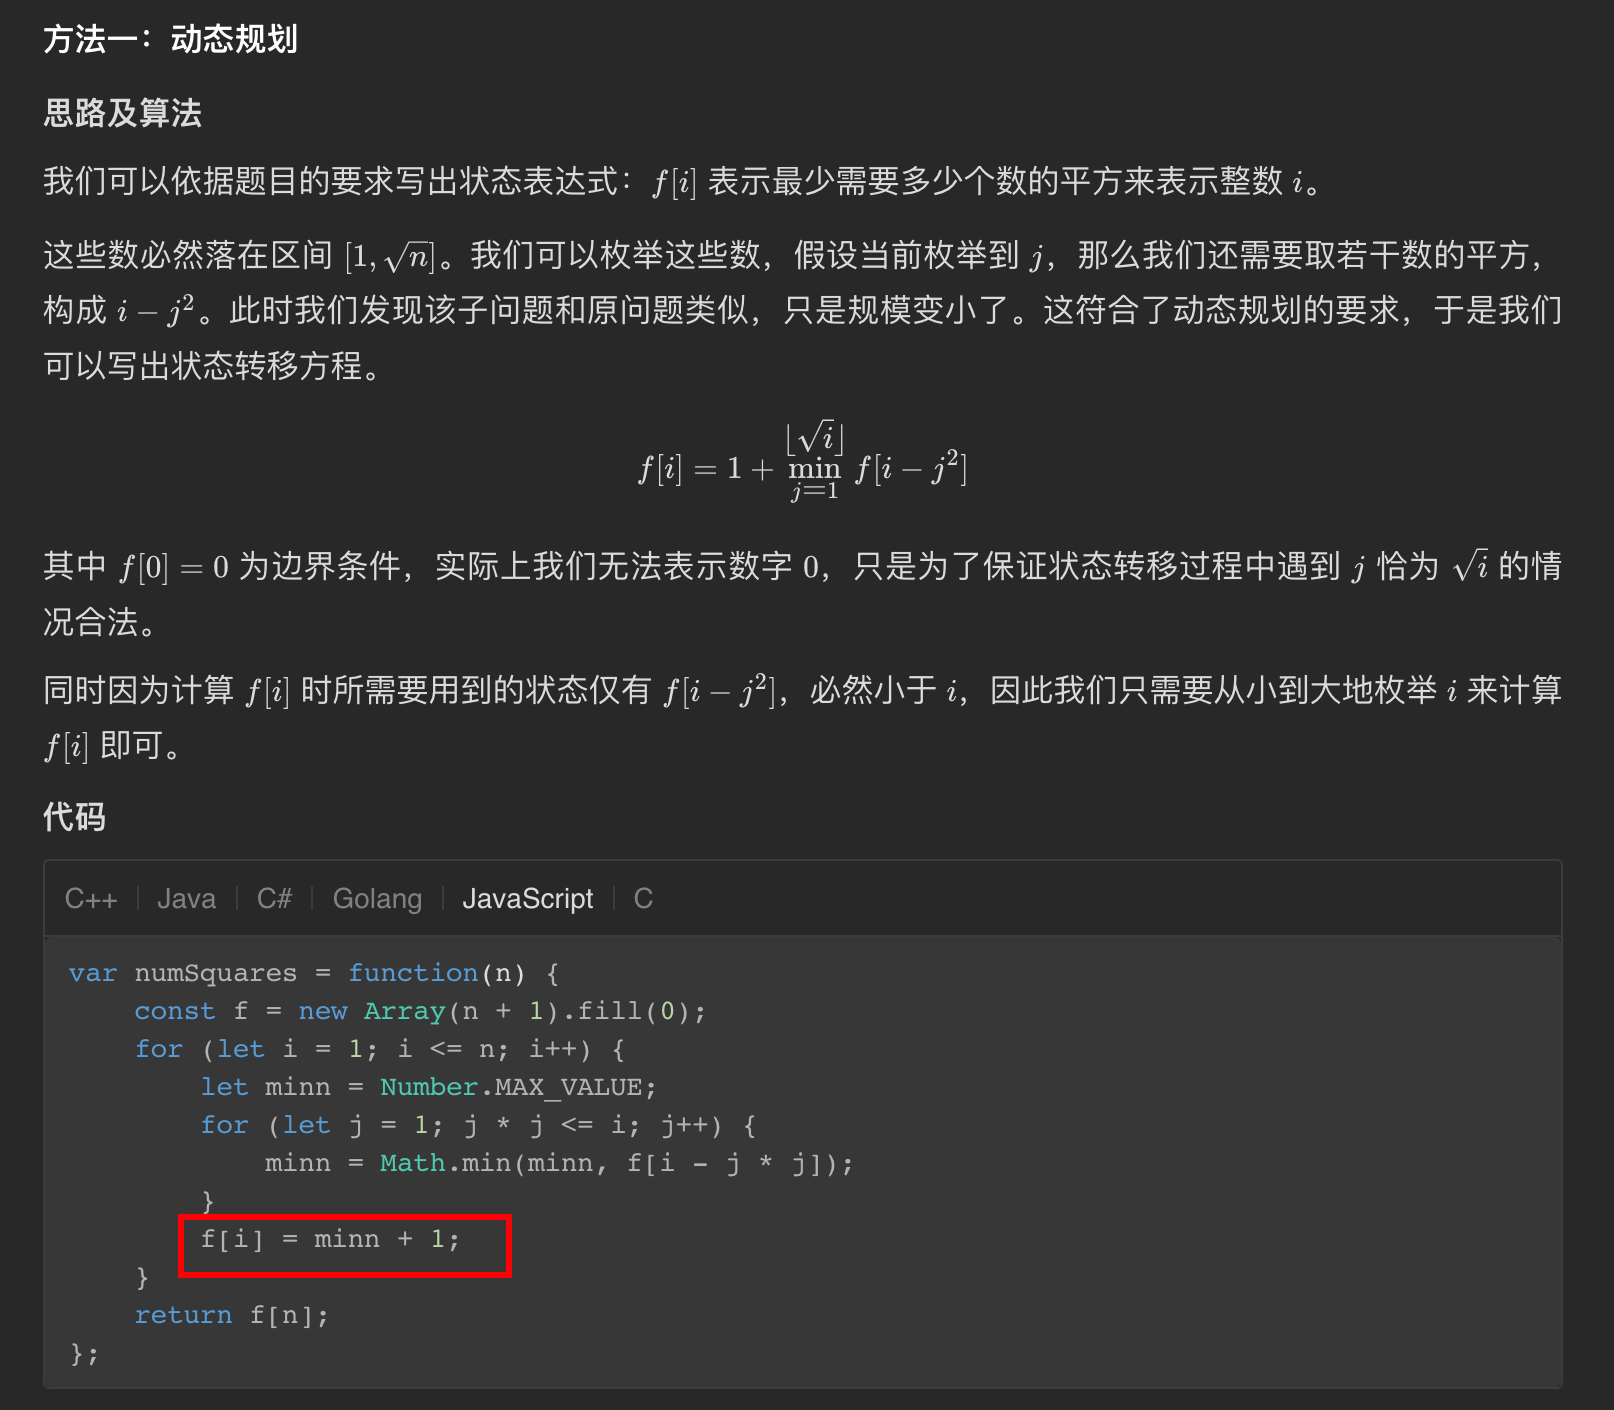 方法一：动态规划
思路及算法
我们可以依据题目的要求写出状态表达式：f[i] 表示最少需要多少个数的平方来表示整数 i。
这些数必然落在区间 [1, √n]。我们可以枚举这些数，假设当前枚举到 j，那么我们还需要取若干数的平方，
构成 i − j²。此时我们发现该子问题和原问题类似，只是规模变小了。这符合了动态规划的要求，于是我们
可以写出状态转移方程。
f[i] = 1 + min_{j=1}^{⌊√i⌋} f[i − j²]
其中 f[0] = 0 为边界条件，实际上我们无法表示数字 0，只是为了保证状态转移过程中遇到 j 恰为 √i 的情
况合法。
同时因为计算 f[i] 时所需要用到的状态仅有 f[i − j²]，必然小于 i，因此我们只需要从小到大地枚举 i 来计算
f[i] 即可。
代码
C++ | Java | C# | Golang | JavaScript | C
var numSquares = function(n) {
    const f = new Array(n + 1).fill(0);
    for (let i = 1; i <= n; i++) {
        let minn = Number.MAX_VALUE;
        for (let j = 1; j * j <= i; j++) {
            minn = Math.min(minn, f[i - j * j]);
        }
        f[i] = minn + 1;
    }
    return f[n];
};